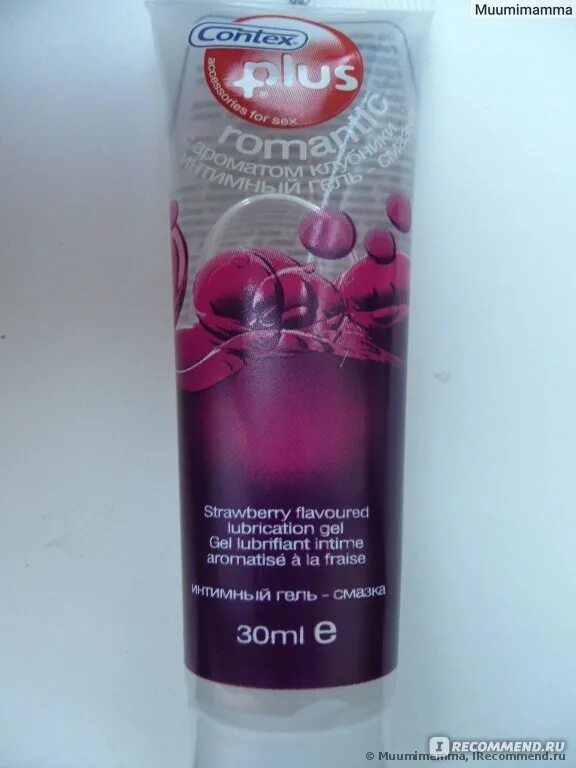 Muumimamma
Contex
plus
accessories for sex
romantic
ароматом клубники
интимный гель - смазка
Strawberry flavoured
lubrication gel
Gel lubrifiant intime
aromatisé à la fraise
интимный гель - смазка
30ml e
I RECOMMEND.RU
© Muumimamma, IRecommend.ru